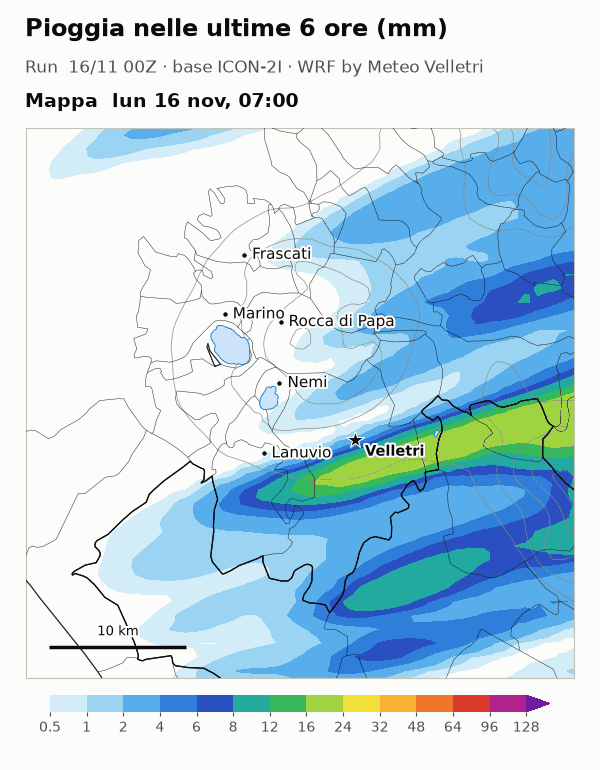 Pioggia nelle ultime 6 ore (mm)
Run  16/11 00Z · base ICON-2I · WRF by Meteo Velletri
Mappa  lun 16 nov, 07:00
Frascati
Marino
Rocca di Papa
Nemi
Velletri
Lanuvio
10 km
0.5 1 2 4 6 8 12 16 24 32 48 64 96 128